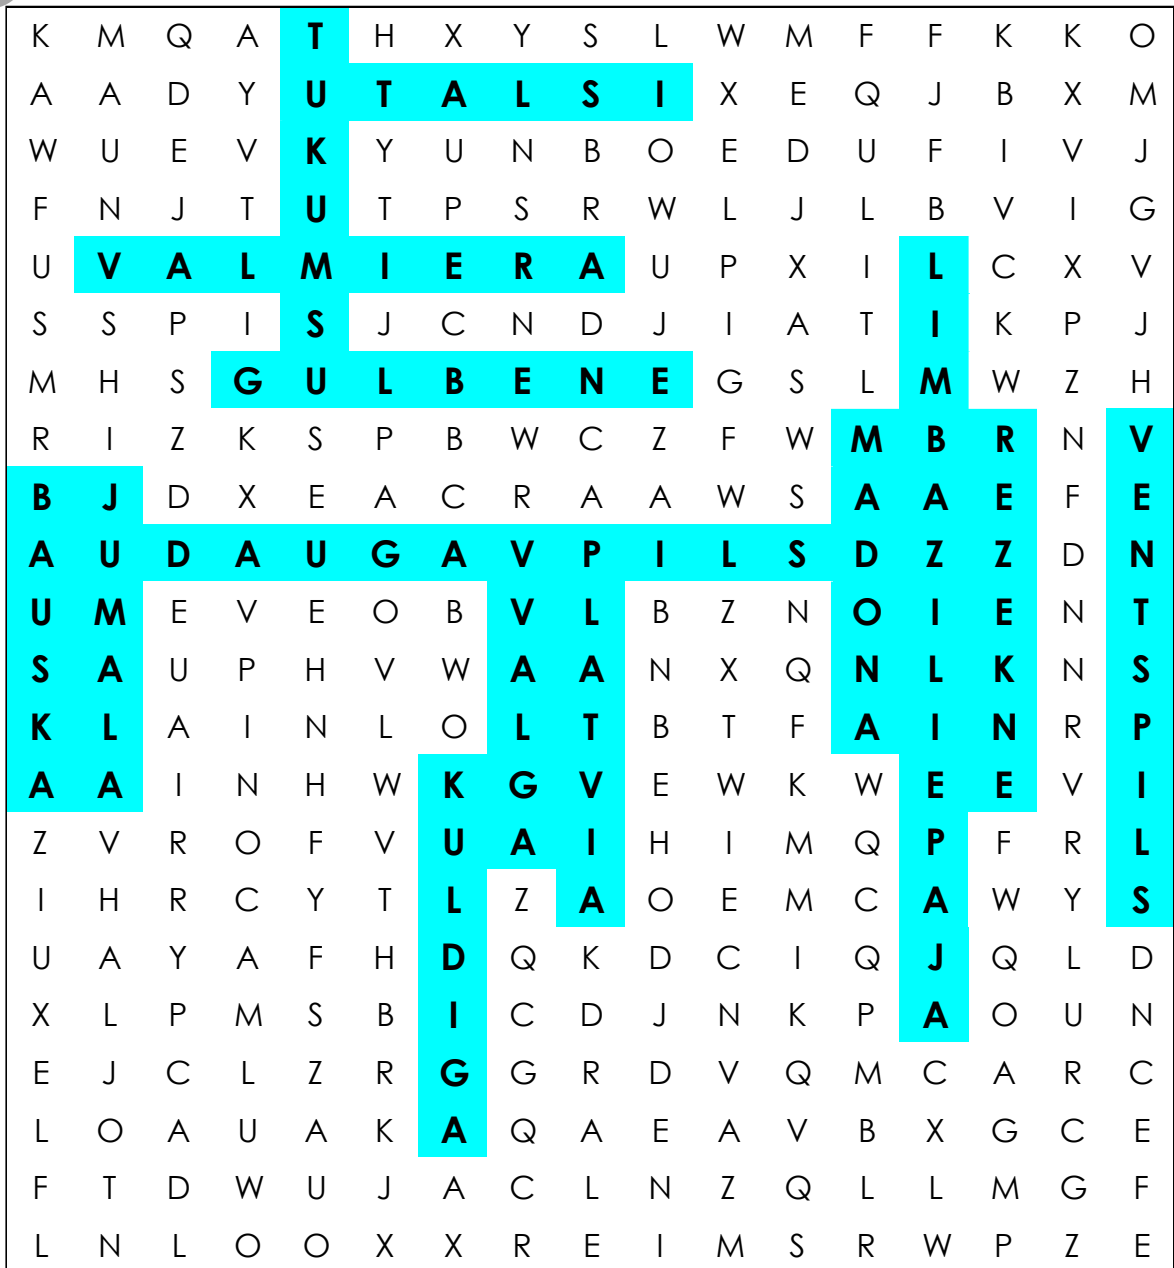 K M Q A T H X Y S L W M F F K K O
A A D Y U T A L S I X E Q J B X M
W U E V K Y U N B O E D U F I V J
F N J T U T P S R W L J L B V I G
U V A L M I E R A U P X I L C X V
S S P I S J C N D J I A T I K P J
M H S G U L B E N E G S L M W Z H
R I Z K S P B W C Z F W M B R N V
B J D X E A C R A A W S A A E F E
A U D A U G A V P I L S D Z Z D N
U M E V E O B V L B Z N O I E N T
S A U P H V W A A N X Q N L K N S
K L A I N L O L T B T F A I N R P
A A I N H W K G V E W K W E E V I
Z V R O F V U A I H I M Q P F R L
I H R C Y T L Z A O E M C A W Y S
U A Y A F H D Q K D C I Q J Q L D
X L P M S B I C D J N K P A O U N
E J C L Z R G G R D V Q M C A R C
L O A U A K A Q A E A V B X G C E
F T D W U J A C L N Z Q L L M G F
L N L O O X X R E I M S R W P Z E